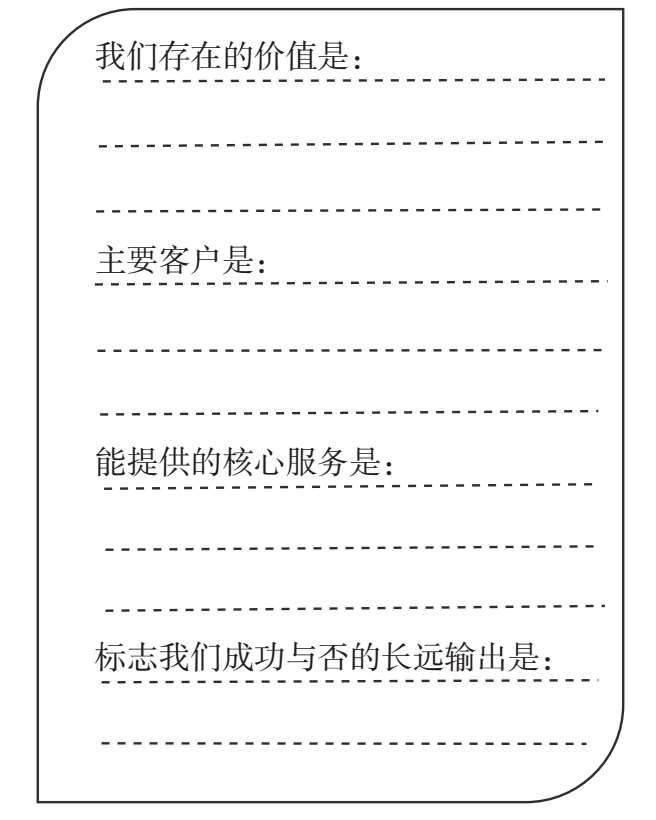 我们存在的价值是：
主要客户是：
能提供的核心服务是：
标志我们成功与否的长远输出是：